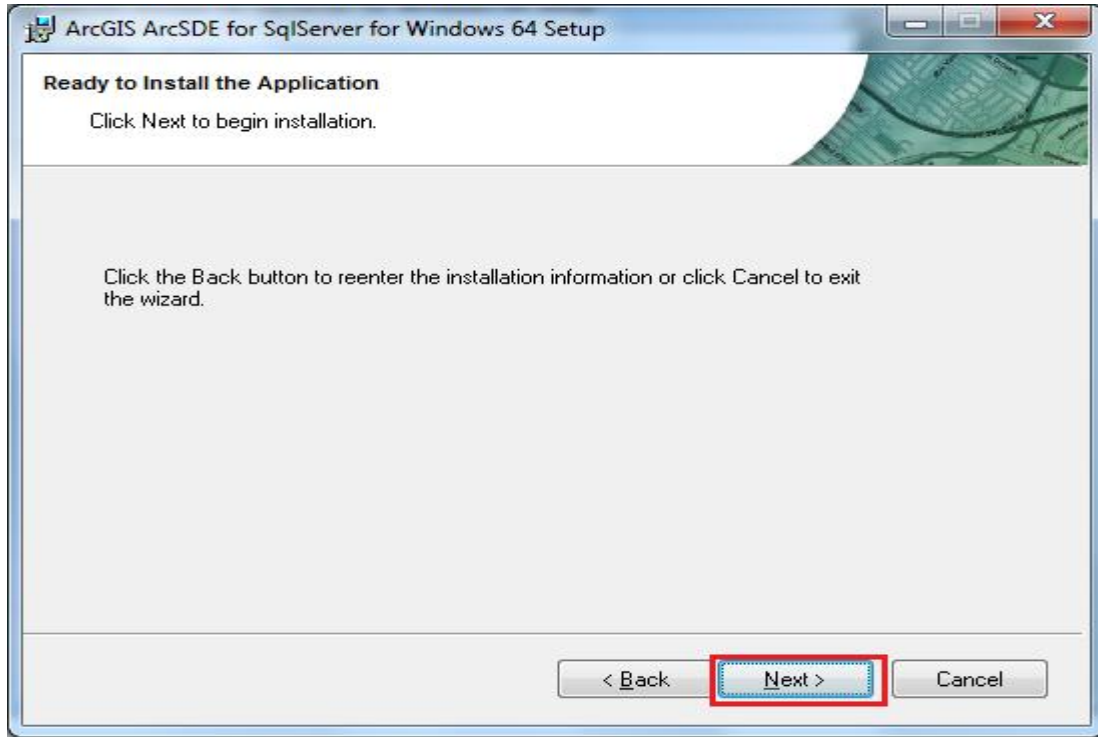 ArcGIS ArcSDE for SqlServer for Windows 64 Setup
Ready to Install the Application
Click Next to begin installation.
Click the Back button to reenter the installation information or click Cancel to exit
the wizard.
< Back Next > Cancel